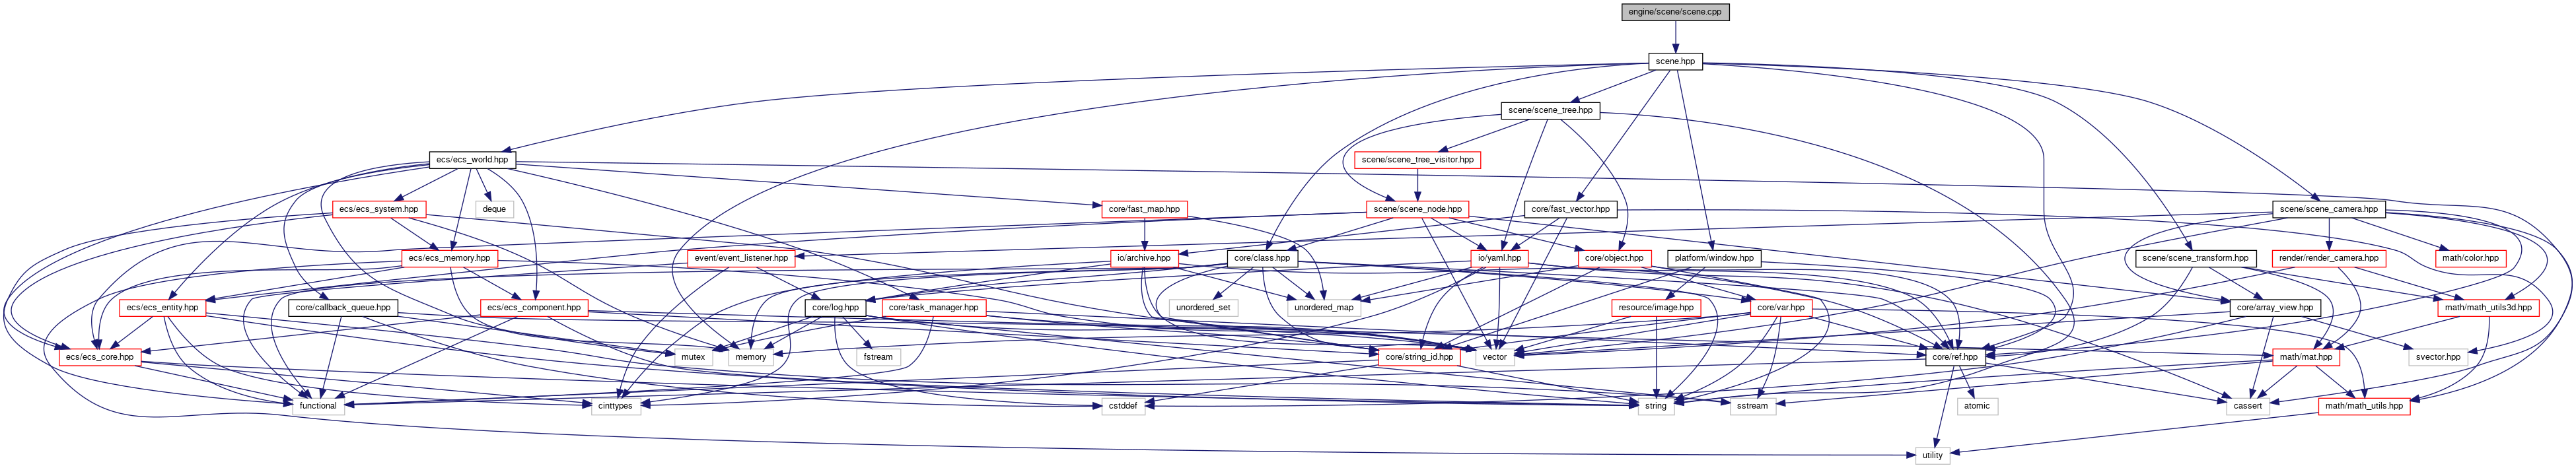 engine/scene/scene.cpp
scene.hpp
scene/scene_tree.hpp
ecs/ecs_world.hpp
scene/scene_tree_visitor.hpp
ecs/ecs_system.hpp
deque
core/fast_map.hpp
scene/scene_node.hpp
core/fast_vector.hpp
scene/scene_camera.hpp
ecs/ecs_memory.hpp
event/event_listener.hpp
io/archive.hpp
core/class.hpp
io/yaml.hpp
core/object.hpp
platform/window.hpp
scene/scene_transform.hpp
render/render_camera.hpp
math/color.hpp
ecs/ecs_entity.hpp
core/callback_queue.hpp
ecs/ecs_component.hpp
core/log.hpp
core/task_manager.hpp
unordered_set
unordered_map
resource/image.hpp
core/var.hpp
core/array_view.hpp
math/math_utils3d.hpp
ecs/ecs_core.hpp
mutex
memory
fstream
core/string_id.hpp
vector
core/ref.hpp
math/mat.hpp
svector.hpp
functional
cinttypes
cstddef
string
sstream
atomic
cassert
math/math_utils.hpp
utility